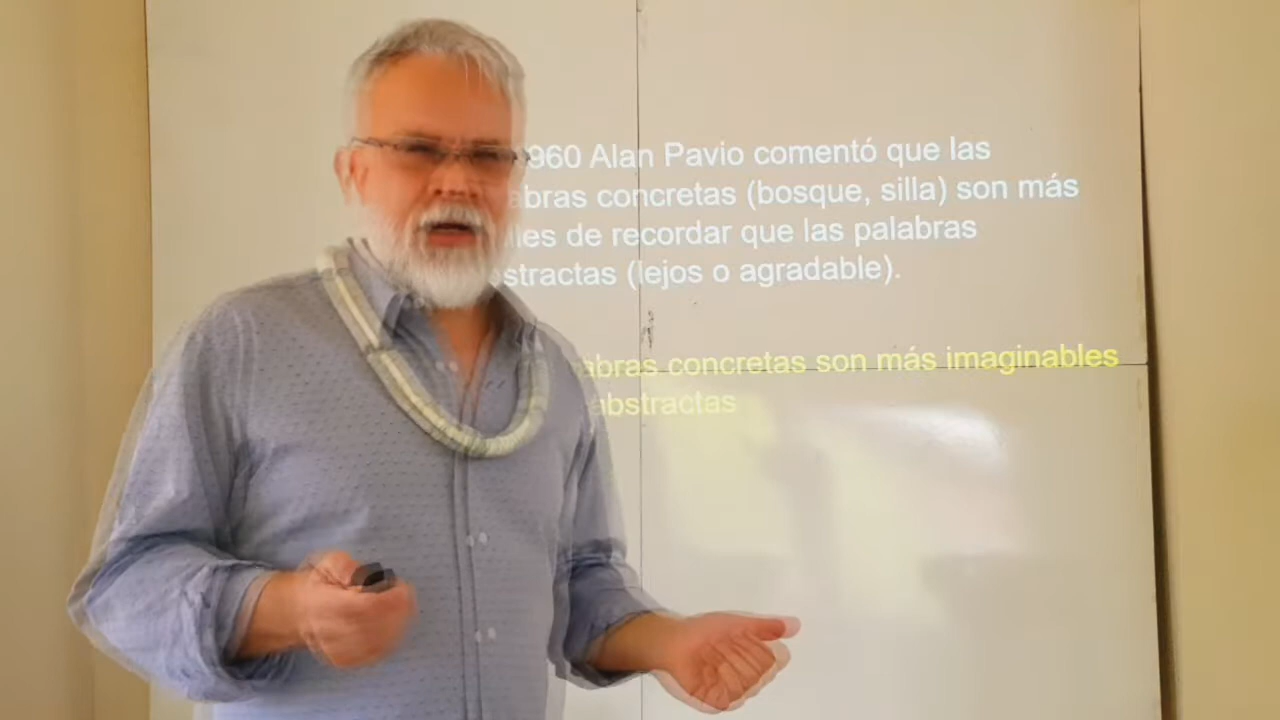 960 Alan Pavio comentó que las
abras concretas (bosque, silla) son más
les de recordar que las palabras
stractas (lejos o agradable).
abras concretas son más imaginables
abstractas